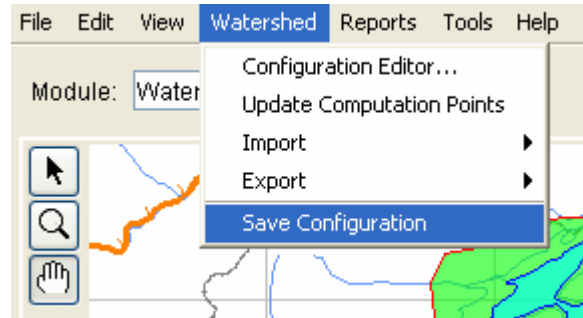 File Edit View Watershed Reports Tools Help
Module: Water
Configuration Editor...
Update Computation Points
Import
Export
Save Configuration